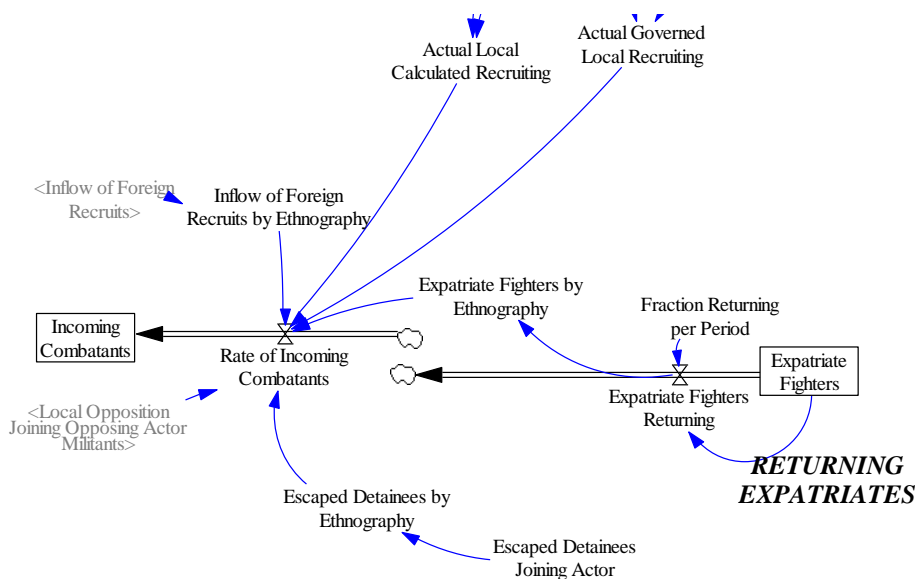 Actual Local
Calculated Recruiting
Actual Governed
Local Recruiting
<Inflow of Foreign
Recruits>
Inflow of Foreign
Recruits by Ethnography
Expatriate Fighters by
Ethnography
Fraction Returning
per Period
Incoming
Combatants
Rate of Incoming
Combatants
Expatriate
Fighters
Expatriate Fighters
Returning
<Local Opposition
Joining Opposing Actor
Militants>
RETURNING
EXPATRIATES
Escaped Detainees by
Ethnography
Escaped Detainees
Joining Actor